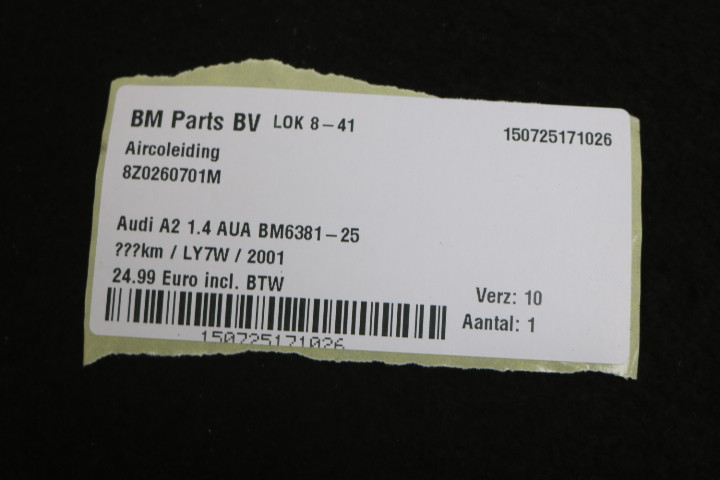 BM Parts BV LOK 8-41 150725171026
Aircoleiding
8Z0260701M
Audi A2 1.4 AUA BM6381-25
???km / LY7W / 2001
24.99 Euro incl. BTW
Verz: 10
Aantal: 1
150725171026